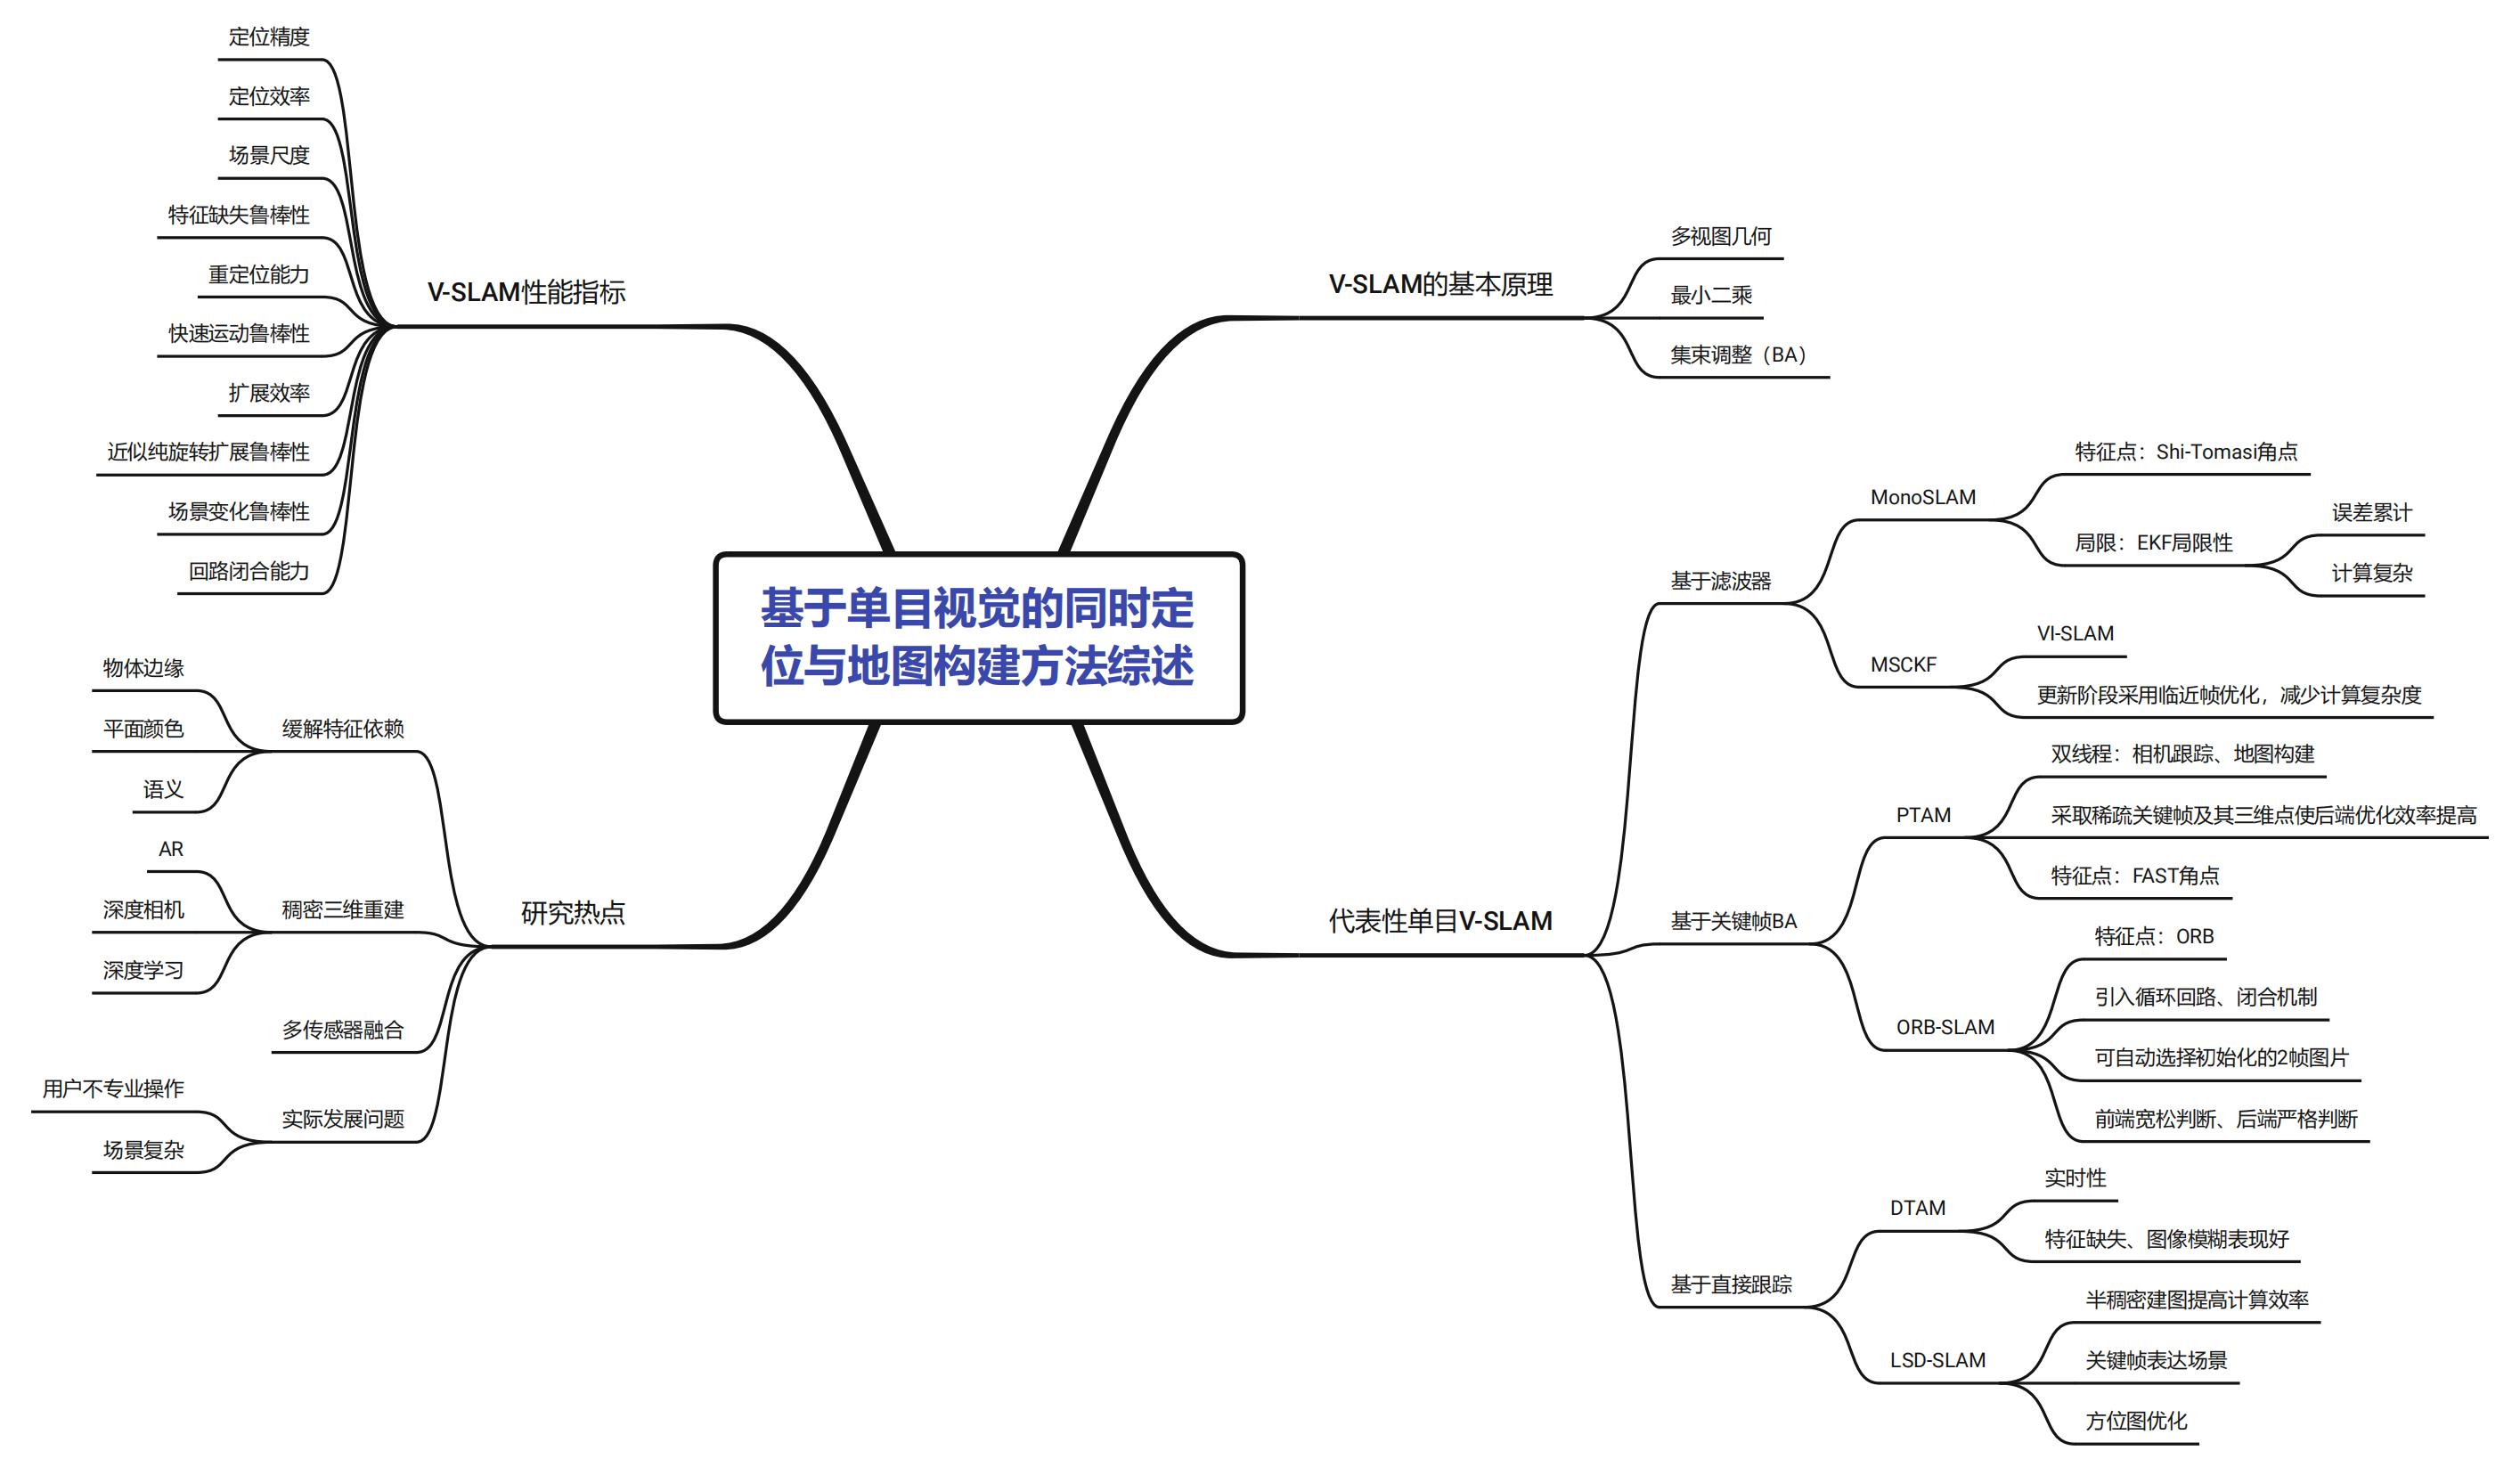 基于单目视觉的同时定
位与地图构建方法综述
V-SLAM的基本原理
多视图几何
最小二乘
集束调整（BA）
代表性单目V-SLAM
基于滤波器
MonoSLAM
特征点：Shi-Tomasi角点
局限：EKF局限性
误差累计
计算复杂
MSCKF
VI-SLAM
更新阶段采用临近帧优化，减少计算复杂度
基于关键帧BA
PTAM
双线程：相机跟踪、地图构建
采取稀疏关键帧及其三维点使后端优化效率提高
特征点：FAST角点
ORB-SLAM
特征点：ORB
引入循环回路、闭合机制
可自动选择初始化的2帧图片
前端宽松判断、后端严格判断
基于直接跟踪
DTAM
实时性
特征缺失、图像模糊表现好
LSD-SLAM
半稠密建图提高计算效率
关键帧表达场景
方位图优化
V-SLAM性能指标
定位精度
定位效率
场景尺度
特征缺失鲁棒性
重定位能力
快速运动鲁棒性
扩展效率
近似纯旋转扩展鲁棒性
场景变化鲁棒性
回路闭合能力
研究热点
缓解特征依赖
物体边缘
平面颜色
语义
稠密三维重建
AR
深度相机
深度学习
多传感器融合
实际发展问题
用户不专业操作
场景复杂